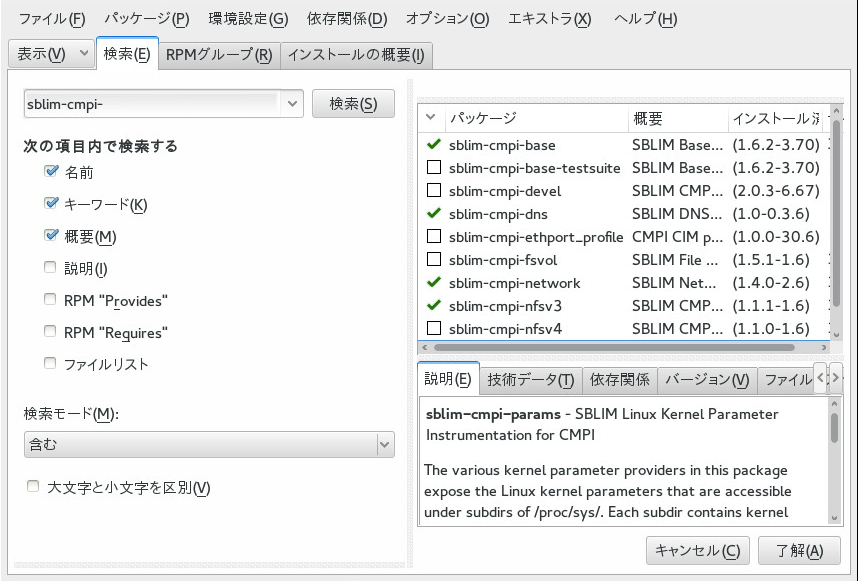 ファイル(F) パッケージ(P) 環境設定(G) 依存関係(D) オプション(O) エキストラ(X) ヘルプ(H)
表示(V) 検索(E) RPMグループ(R) インストールの概要(I)
sblim-cmpi- 検索(S)
次の項目内で検索する
名前
キーワード(K)
概要(M)
説明(I)
RPM "Provides"
RPM "Requires"
ファイルリスト
検索モード(M):
含む
大文字と小文字を区別(V)
パッケージ 概要 インストール
sblim-cmpi-base SBLIM Base... (1.6.2-3.70)
sblim-cmpi-base-testsuite SBLIM Base... (1.6.2-3.70)
sblim-cmpi-devel SBLIM CMP... (2.0.3-6.67)
sblim-cmpi-dns SBLIM DNS... (1.0-0.3.6)
sblim-cmpi-ethport_profile CMPI CIM p... (1.0.0-30.6)
sblim-cmpi-fsvol SBLIM File ... (1.5.1-1.6)
sblim-cmpi-network SBLIM Net... (1.4.0-2.6)
sblim-cmpi-nfsv3 SBLIM CMP... (1.1.1-1.6)
sblim-cmpi-nfsv4 SBLIM CMP... (1.1.0-1.6)
説明(E) 技術データ(T) 依存関係 バージョン(V) ファイル
sblim-cmpi-params - SBLIM Linux Kernel Parameter
Instrumentation for CMPI
The various kernel parameter providers in this package
expose the Linux kernel parameters that are accessible
under subdirs of /proc/sys/. Each subdir contains kernel
キャンセル(C) 了解(A)